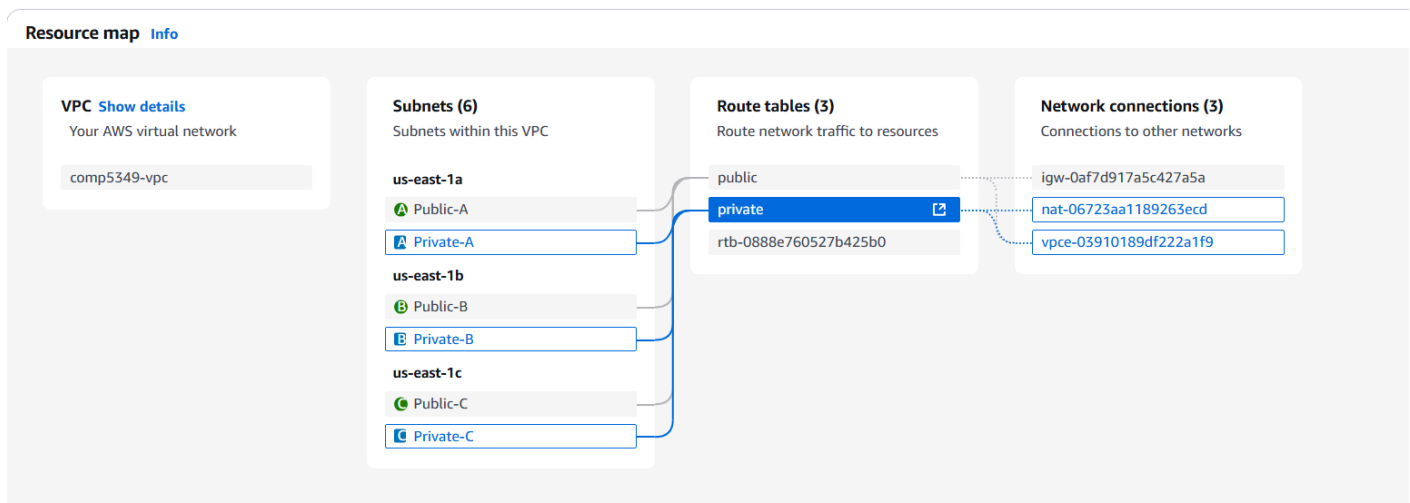 Resource map Info
VPC Show details
Your AWS virtual network
comp5349-vpc
Subnets (6)
Subnets within this VPC
us-east-1a
A Public-A
A Private-A
us-east-1b
B Public-B
B Private-B
us-east-1c
C Public-C
C Private-C
Route tables (3)
Route network traffic to resources
public
private
rtb-0888e760527b425b0
Network connections (3)
Connections to other networks
igw-0af7d917a5c427a5a
nat-06723aa1189263ecd
vpce-03910189df222a1f9